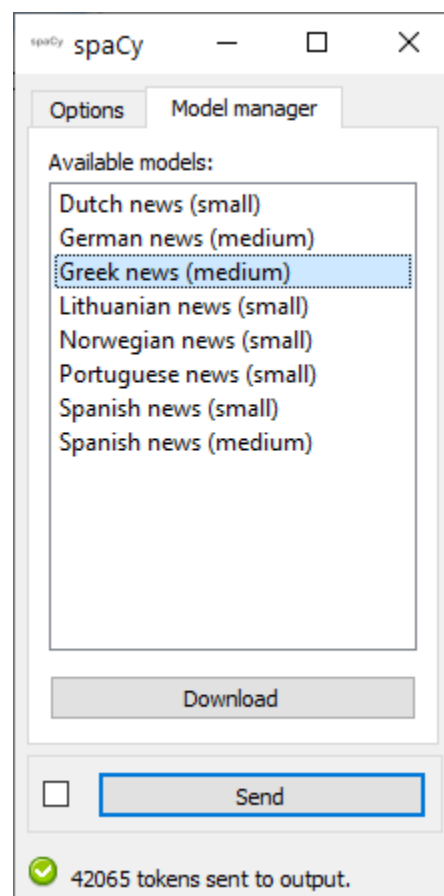 spaCy spaCy
Options Model manager
Available models:
Dutch news (small)
German news (medium)
Greek news (medium)
Lithuanian news (small)
Norwegian news (small)
Portuguese news (small)
Spanish news (small)
Spanish news (medium)
Download
Send
42065 tokens sent to output.